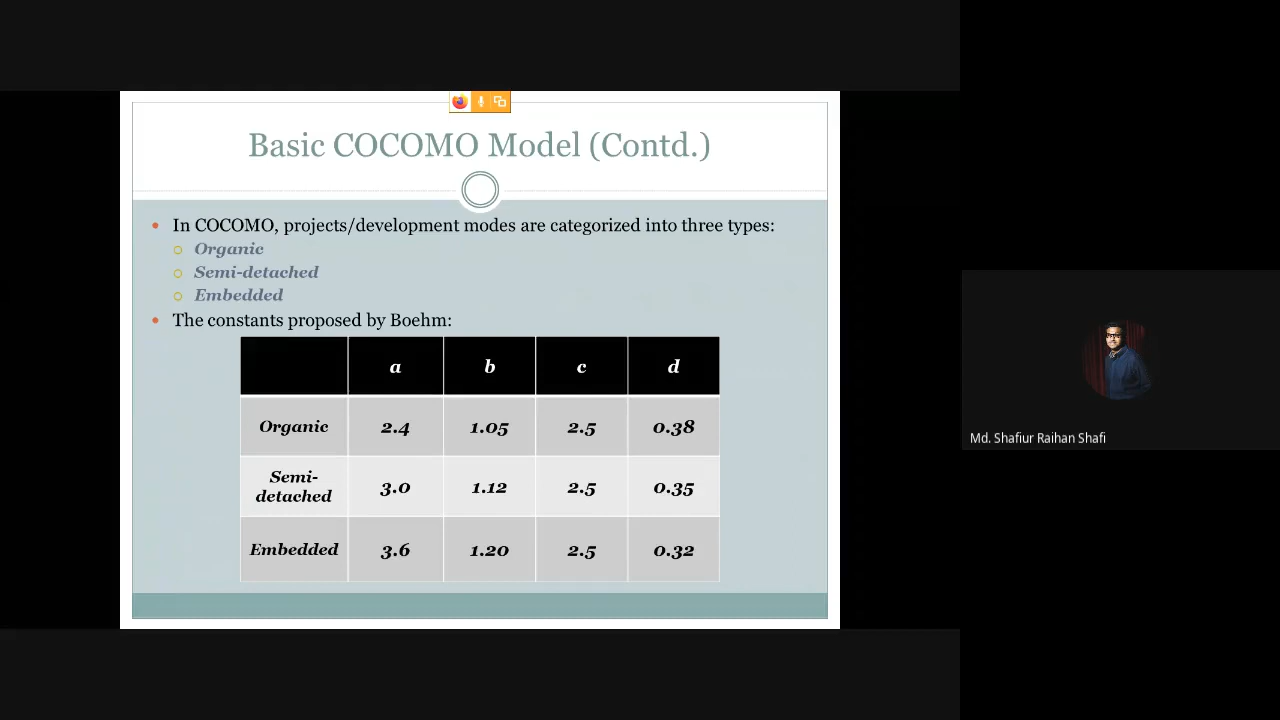 Basic COCOMO Model (Contd.)
• In COCOMO, projects/development modes are categorized into three types:
Organic
Semi-detached
Embedded
• The constants proposed by Boehm:
a b c d
Organic 2.4 1.05 2.5 0.38
Semi-
detached 3.0 1.12 2.5 0.35
Embedded 3.6 1.20 2.5 0.32
Md. Shafiur Raihan Shafi